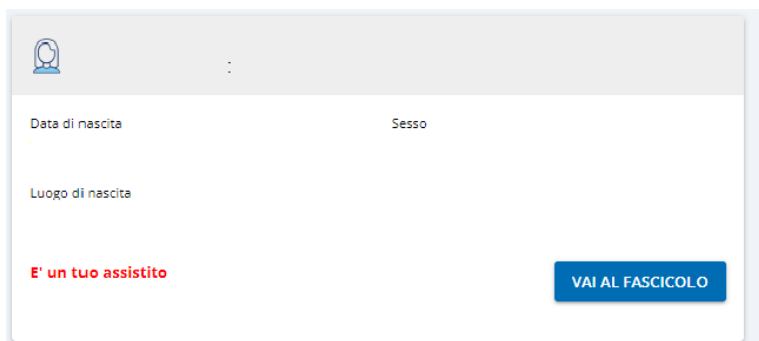 :
Data di nascita
Sesso
Luogo di nascita
E' un tuo assistito
VAI AL FASCICOLO